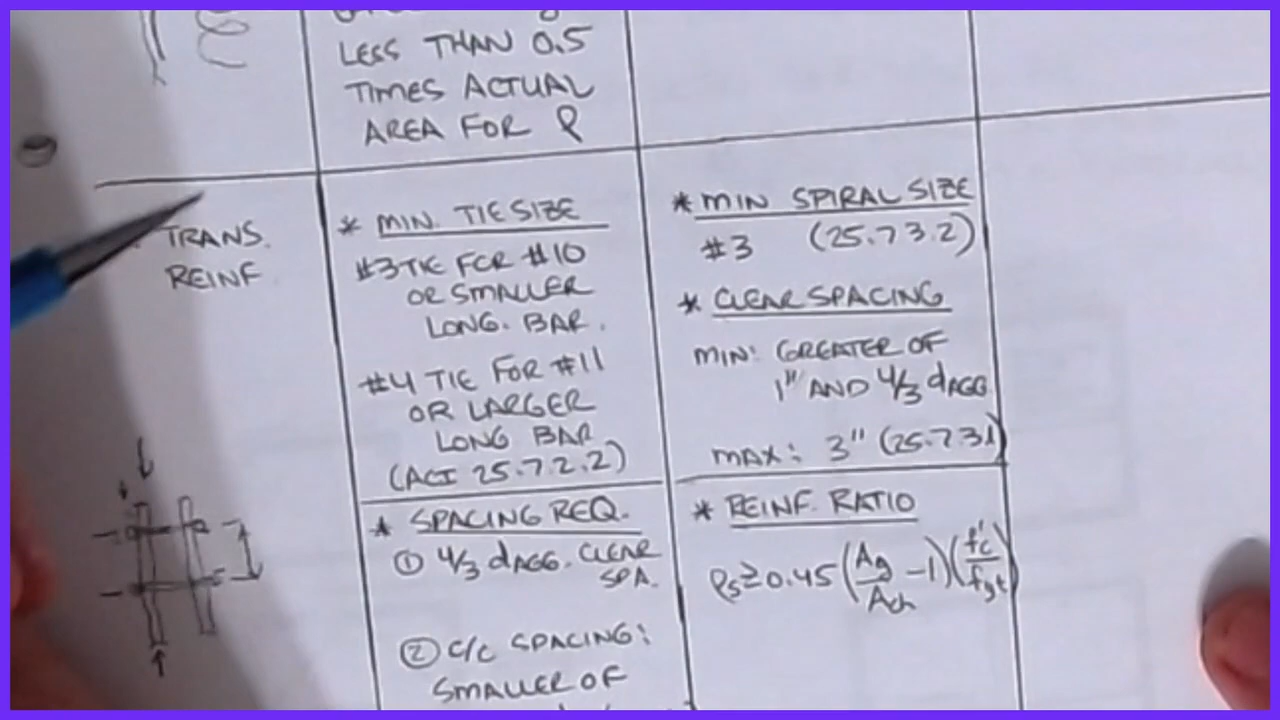 LESS THAN 0.5
TIMES ACTUAL
AREA FOR ρ
TRANS.
REINF
* MIN. TIE SIZE
#3 TIE FOR #10
OR SMALLER
LONG. BAR.
#4 TIE FOR #11
OR LARGER
LONG BAR
(ACI 25.7.2.2)
* SPACING REQ.
① 4/3 dAGG. CLEAR
SPA.
② C/C SPACING:
SMALLER OF
* MIN SPIRAL SIZE
#3 (25.7 3.2)
* CLEAR SPACING
MIN: GREATER OF
1" AND 4/3 dAGG.
MAX: 3" (25.7 3.1)
* REINF. RATIO
ρs ≥ 0.45 (Ag/Ach - 1)(f'c/fyt)